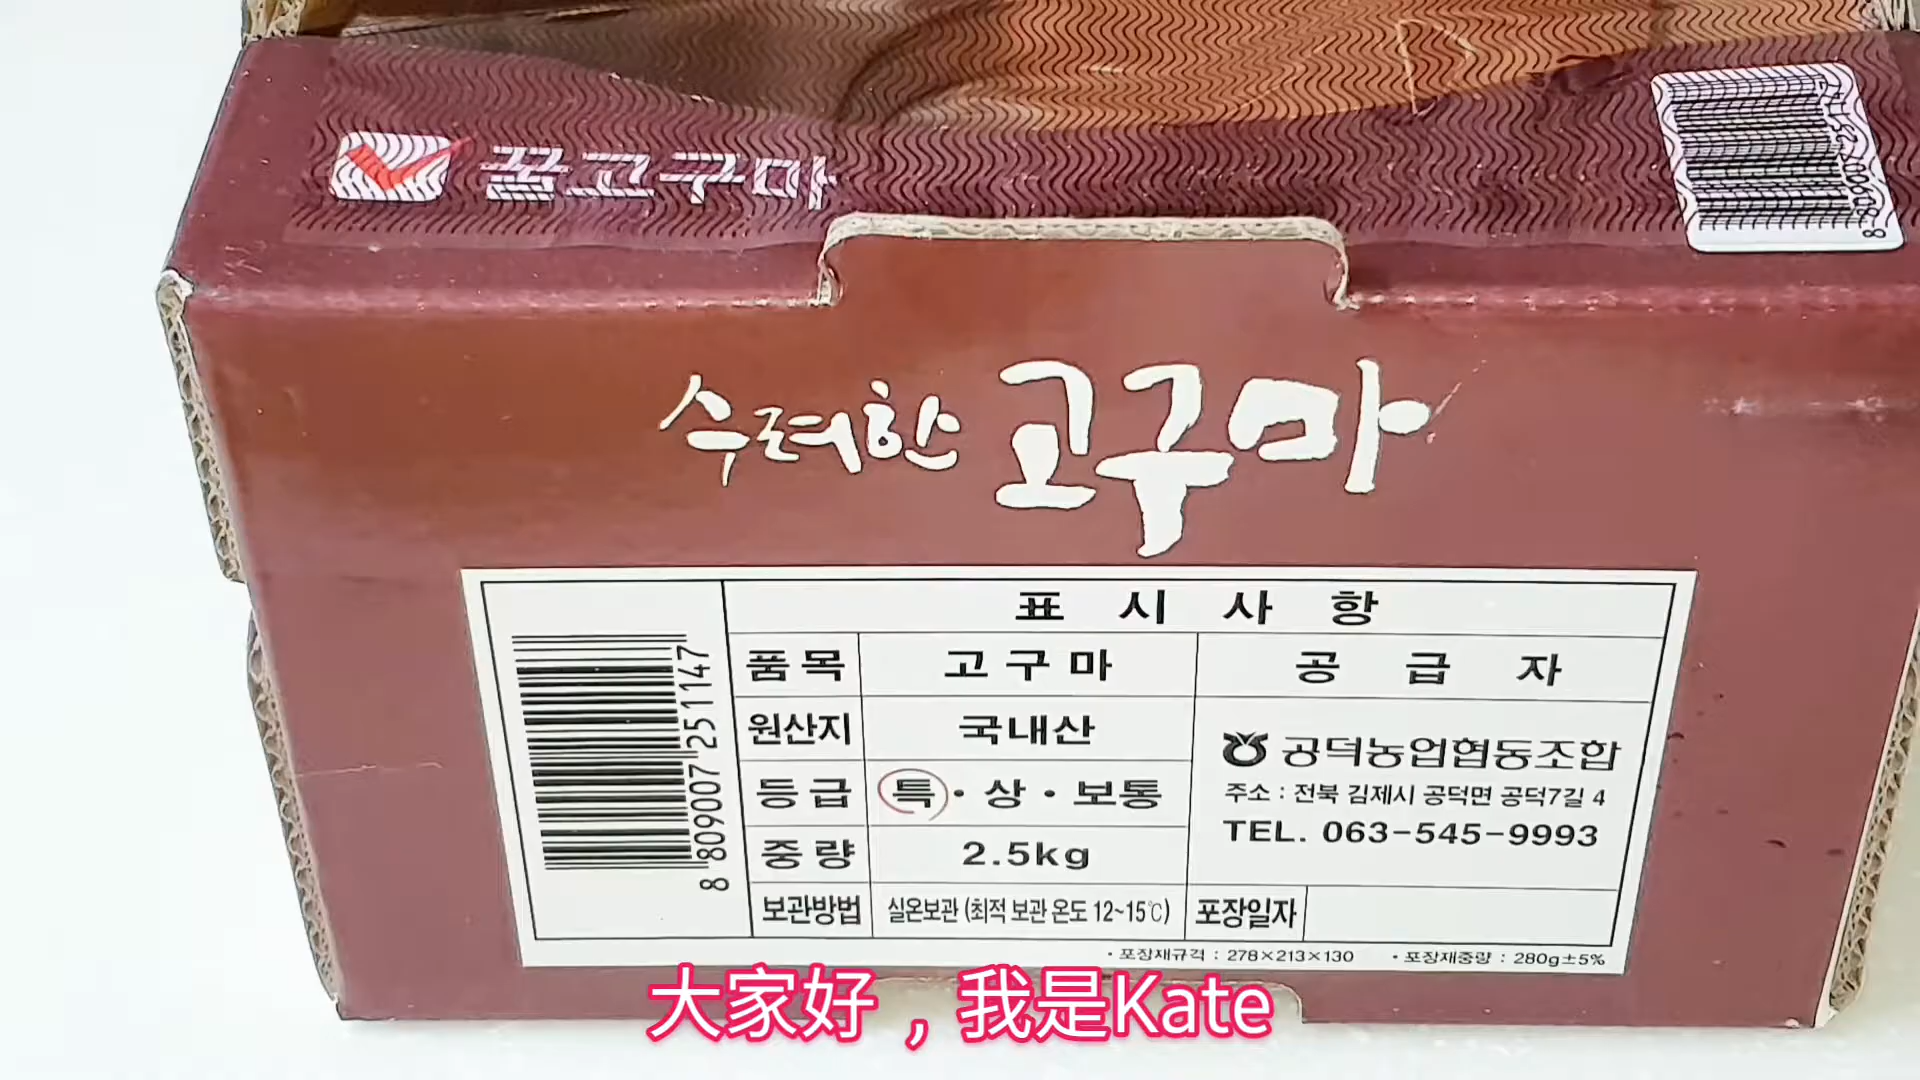 꿀고구마
수려한 고구마
표시사항
품목 고구마 공급자
원산지 국내산
등급 특·상·보통
중량 2.5kg
공덕농업협동조합
주소 : 전북 김제시 공덕면 공덕7길 4
TEL. 063-545-9993
보관방법 실온보관 (최적 보관 온도 12~15℃) 포장일자
8 809007 251147
·포장재규격 : 278×213×130 ·포장재중량 : 280g±5%
大家好，我是Kate